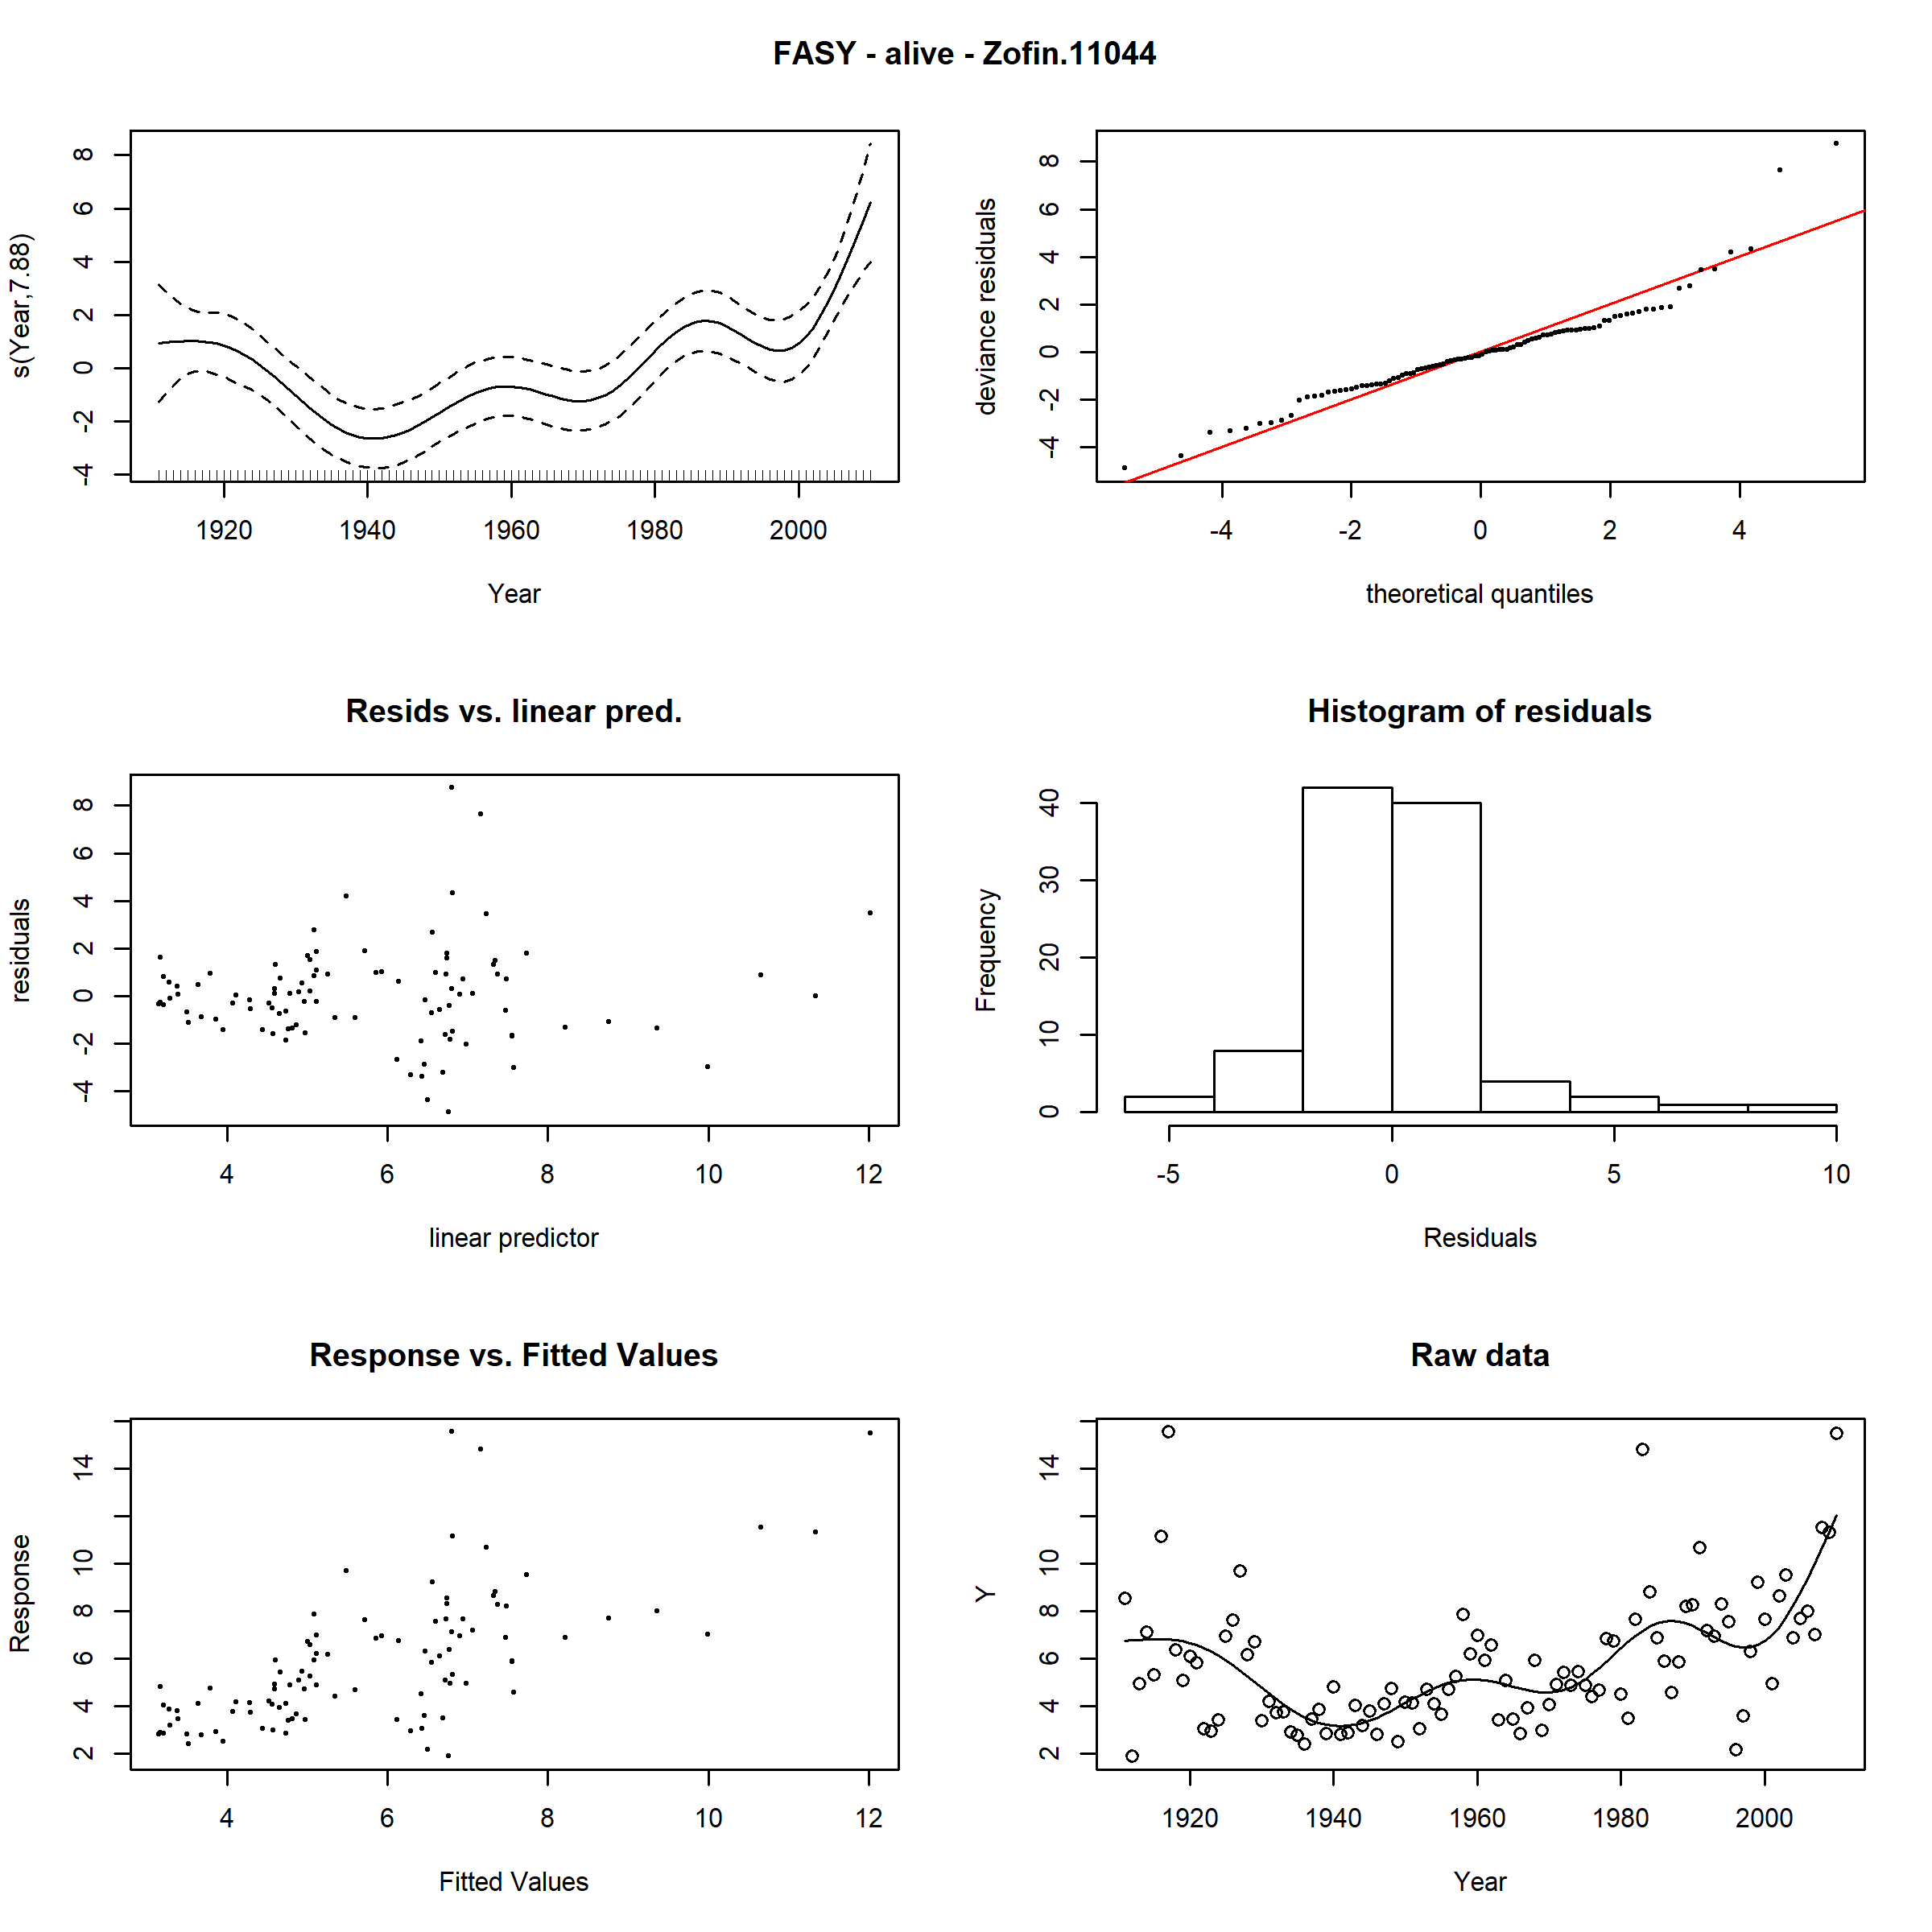 FASY - alive - Zofin.11044
s(Year,7.88)
-4 -2 0 2 4 6 8
1920 1940 1960 1980 2000
Year
deviance residuals
-4 -2 0 2 4 6 8
-4 -2 0 2 4
theoretical quantiles
Resids vs. linear pred.
residuals
-4 -2 0 2 4 6 8
4 6 8 10 12
linear predictor
Histogram of residuals
Frequency
0 10 20 30 40
-5 0 5 10
Residuals
Response vs. Fitted Values
Response
2 4 6 8 10 14
4 6 8 10 12
Fitted Values
Raw data
Y
2 4 6 8 10 14
1920 1940 1960 1980 2000
Year